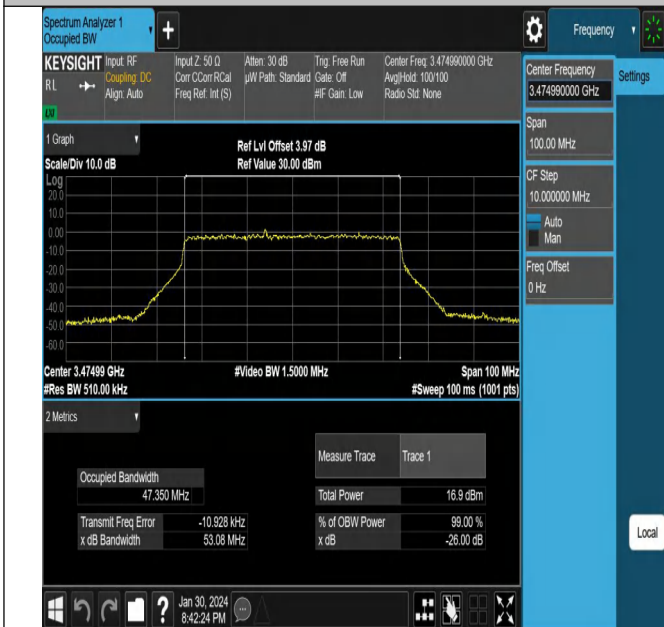 Spectrum Analyzer 1
Occupied BW
+
Frequency
KEYSIGHT
RL
Input: RF
Coupling: DC
Align: Auto
Input Z: 50 Ω
Corr CCorr RCal
Freq Ref: Int (S)
Atten: 30 dB
µW Path: Standard
Trig: Free Run
Gate: Off
#IF Gain: Low
Center Freq: 3.474990000 GHz
Avg|Hold: 100/100
Radio Std: None
Center Frequency
3.474990000 GHz
Settings
Span
100.00 MHz
CF Step
10.000000 MHz
Auto
Man
Freq Offset
0 Hz
Local
1 Graph
Scale/Div 10.0 dB
Ref Lvl Offset 3.97 dB
Ref Value 30.00 dBm
Log
20.0
10.0
0.00
-10.0
-20.0
-30.0
-40.0
-50.0
-60.0
Center 3.47499 GHz
#Res BW 510.00 kHz
#Video BW 1.5000 MHz
Span 100 MHz
#Sweep 100 ms (1001 pts)
2 Metrics
Measure Trace Trace 1
Occupied Bandwidth
47.350 MHz
Total Power 16.9 dBm
Transmit Freq Error -10.928 kHz
% of OBW Power 99.00 %
x dB Bandwidth 53.08 MHz
x dB -26.00 dB
?
Jan 30, 2024
8:42:24 PM